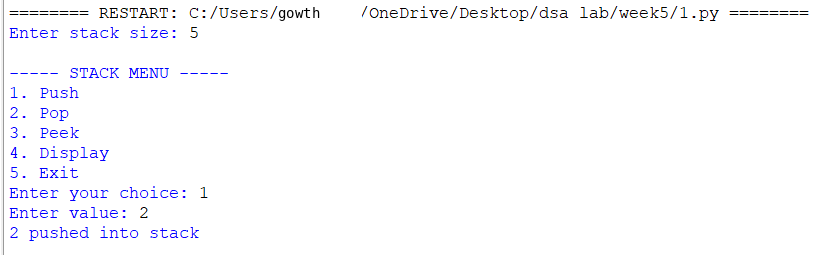 ======== RESTART: C:/Users/gowth /OneDrive/Desktop/dsa lab/week5/1.py ========
Enter stack size: 5
----- STACK MENU -----
1. Push
2. Pop
3. Peek
4. Display
5. Exit
Enter your choice: 1
Enter value: 2
2 pushed into stack